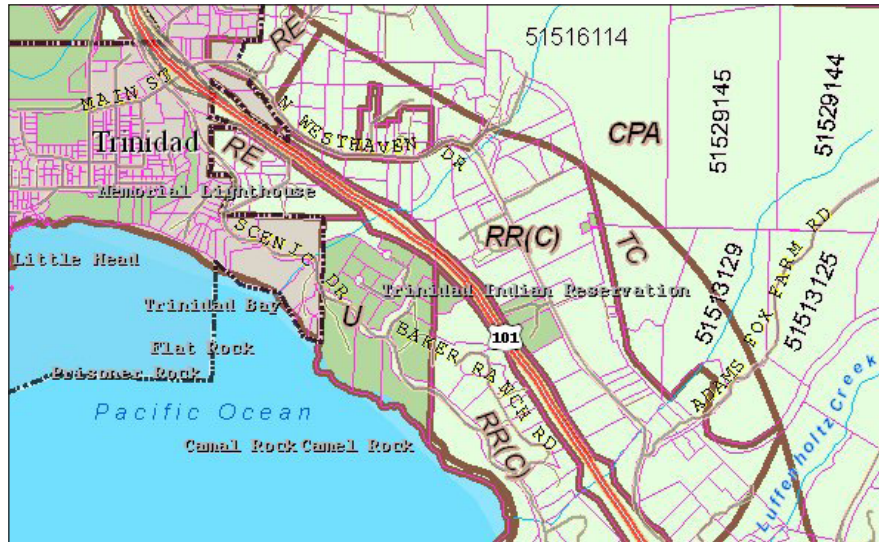 RE
51516114
MAIN ST
N WESTHAVEN DR
51529145
51529144
CPA
Trinidad
RE
Memorial Lighthouse
SCENIC DR
RR(C)
TC
ADAMS FOX FARM RD
Little Head
Trinidad Indian Reservation
51513129
51513125
Trinidad Bay
U
101
BAKER RANCH RD
Flat Rock
Prisoner Rock
Pacific Ocean
RR(C)
Camal Rock
Camel Rock
Luffenholtz Creek